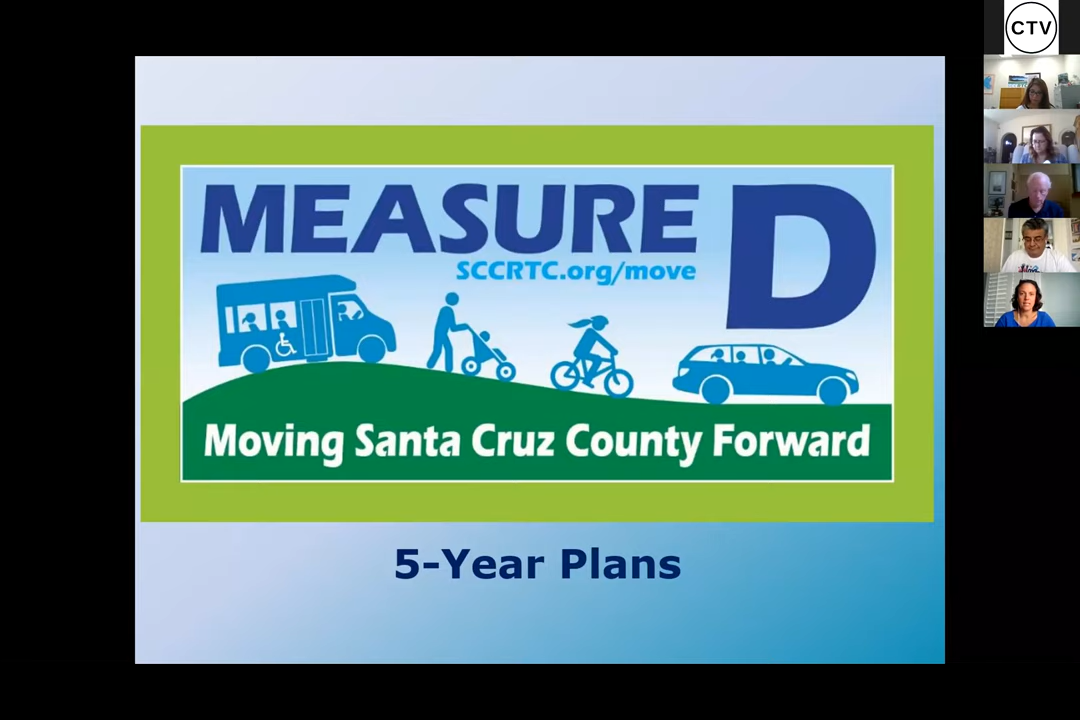 MEASURE D
SCCRTC.org/move
Moving Santa Cruz County Forward
5-Year Plans
CTV